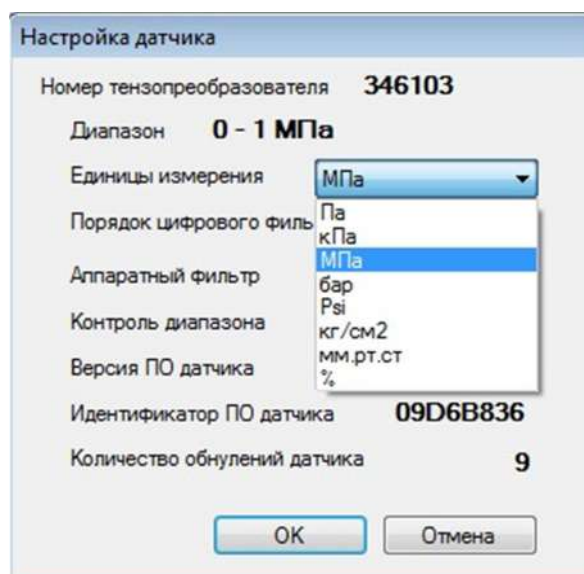 Настройка датчика
Номер тензопреобразователя 346103
Диапазон 0 - 1 МПа
Единицы измерения МПа
Па
Порядок цифрового филь
кПа
МПа
Аппаратный фильтр
бар
Psi
Контроль диапазона
кг/см2
мм.рт.ст
Версия ПО датчика
%
Идентификатор ПО датчика 09D6B836
Количество обнулений датчика 9
OK Отмена